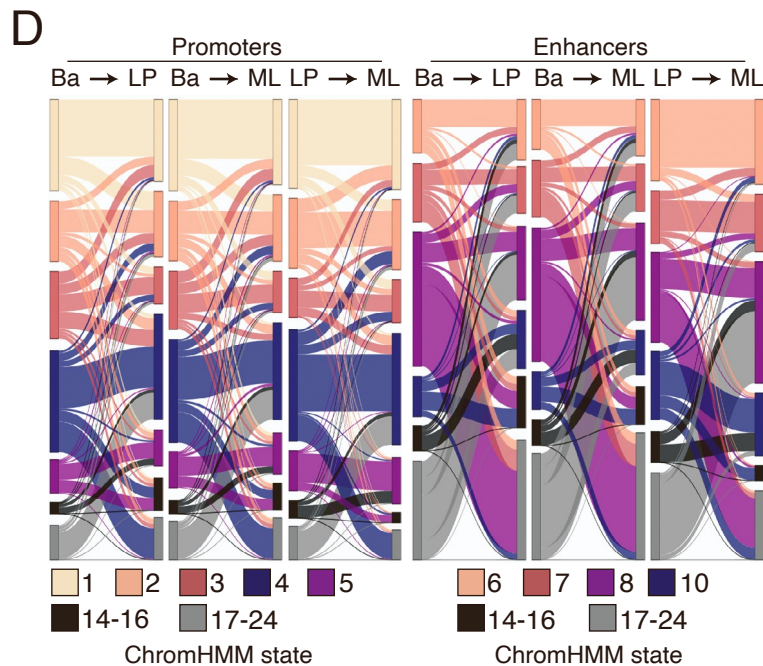 D
Promoters Enhancers
Ba → LP Ba → ML LP → ML Ba → LP Ba → ML LP → ML
1 2 3 4 5 6 7 8 10
14-16 17-24 14-16 17-24
ChromHMM state ChromHMM state